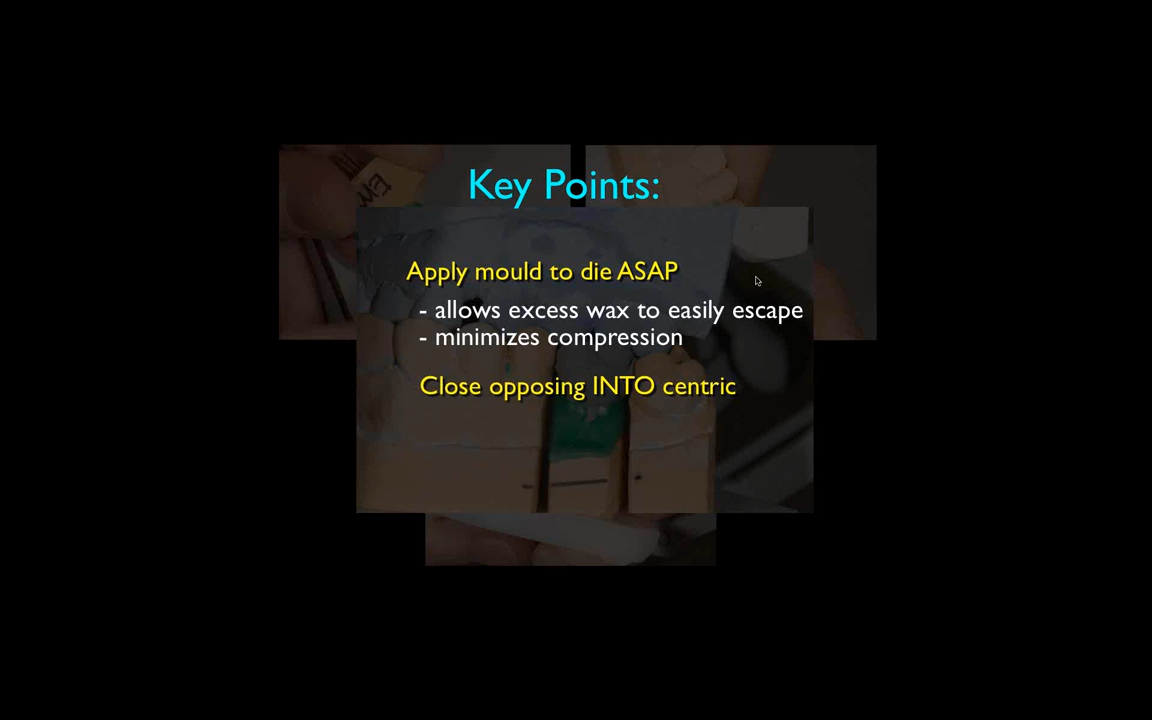 Key Points:
Apply mould to die ASAP
- allows excess wax to easily escape
- minimizes compression
Close opposing INTO centric